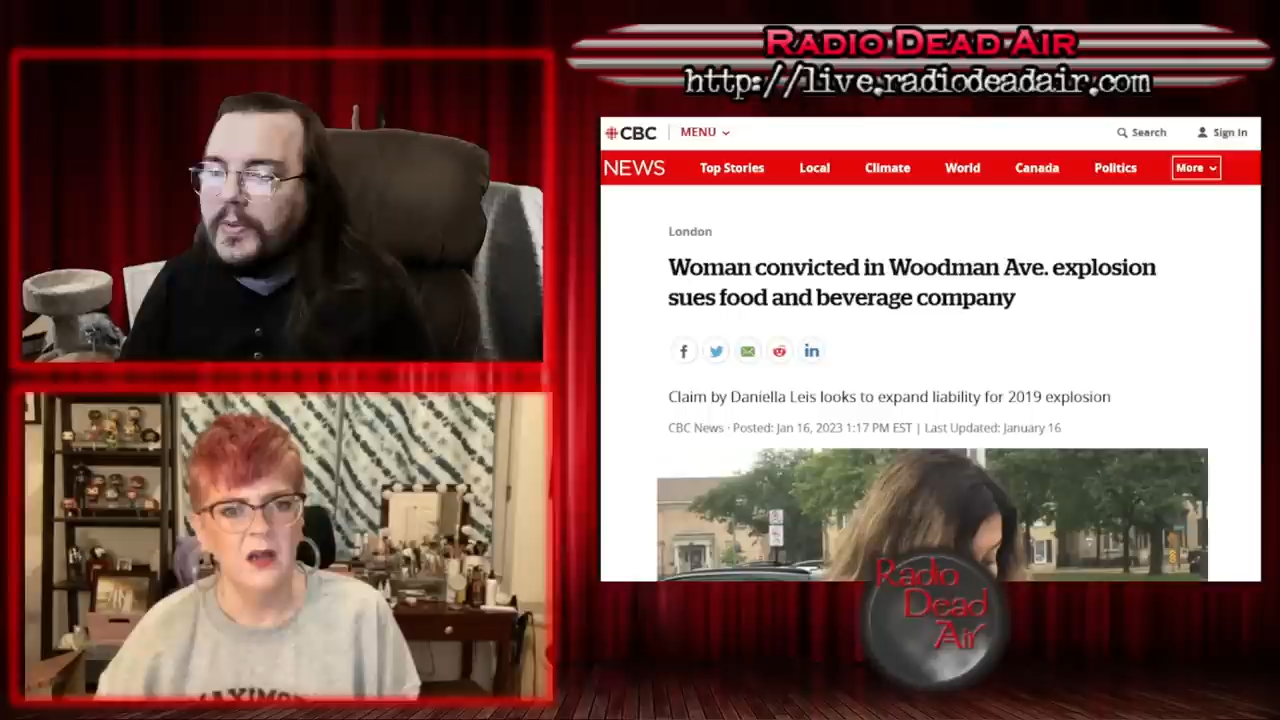 RADIO DEAD AIR
http://live.radiodeadair.com
CBC MENU Search Sign In
NEWS Top Stories Local Climate World Canada Politics More
London
Woman convicted in Woodman Ave. explosion
sues food and beverage company
Claim by Daniella Leis looks to expand liability for 2019 explosion
CBC News · Posted: Jan 16, 2023 1:17 PM EST | Last Updated: January 16
Radio
Dead
Air